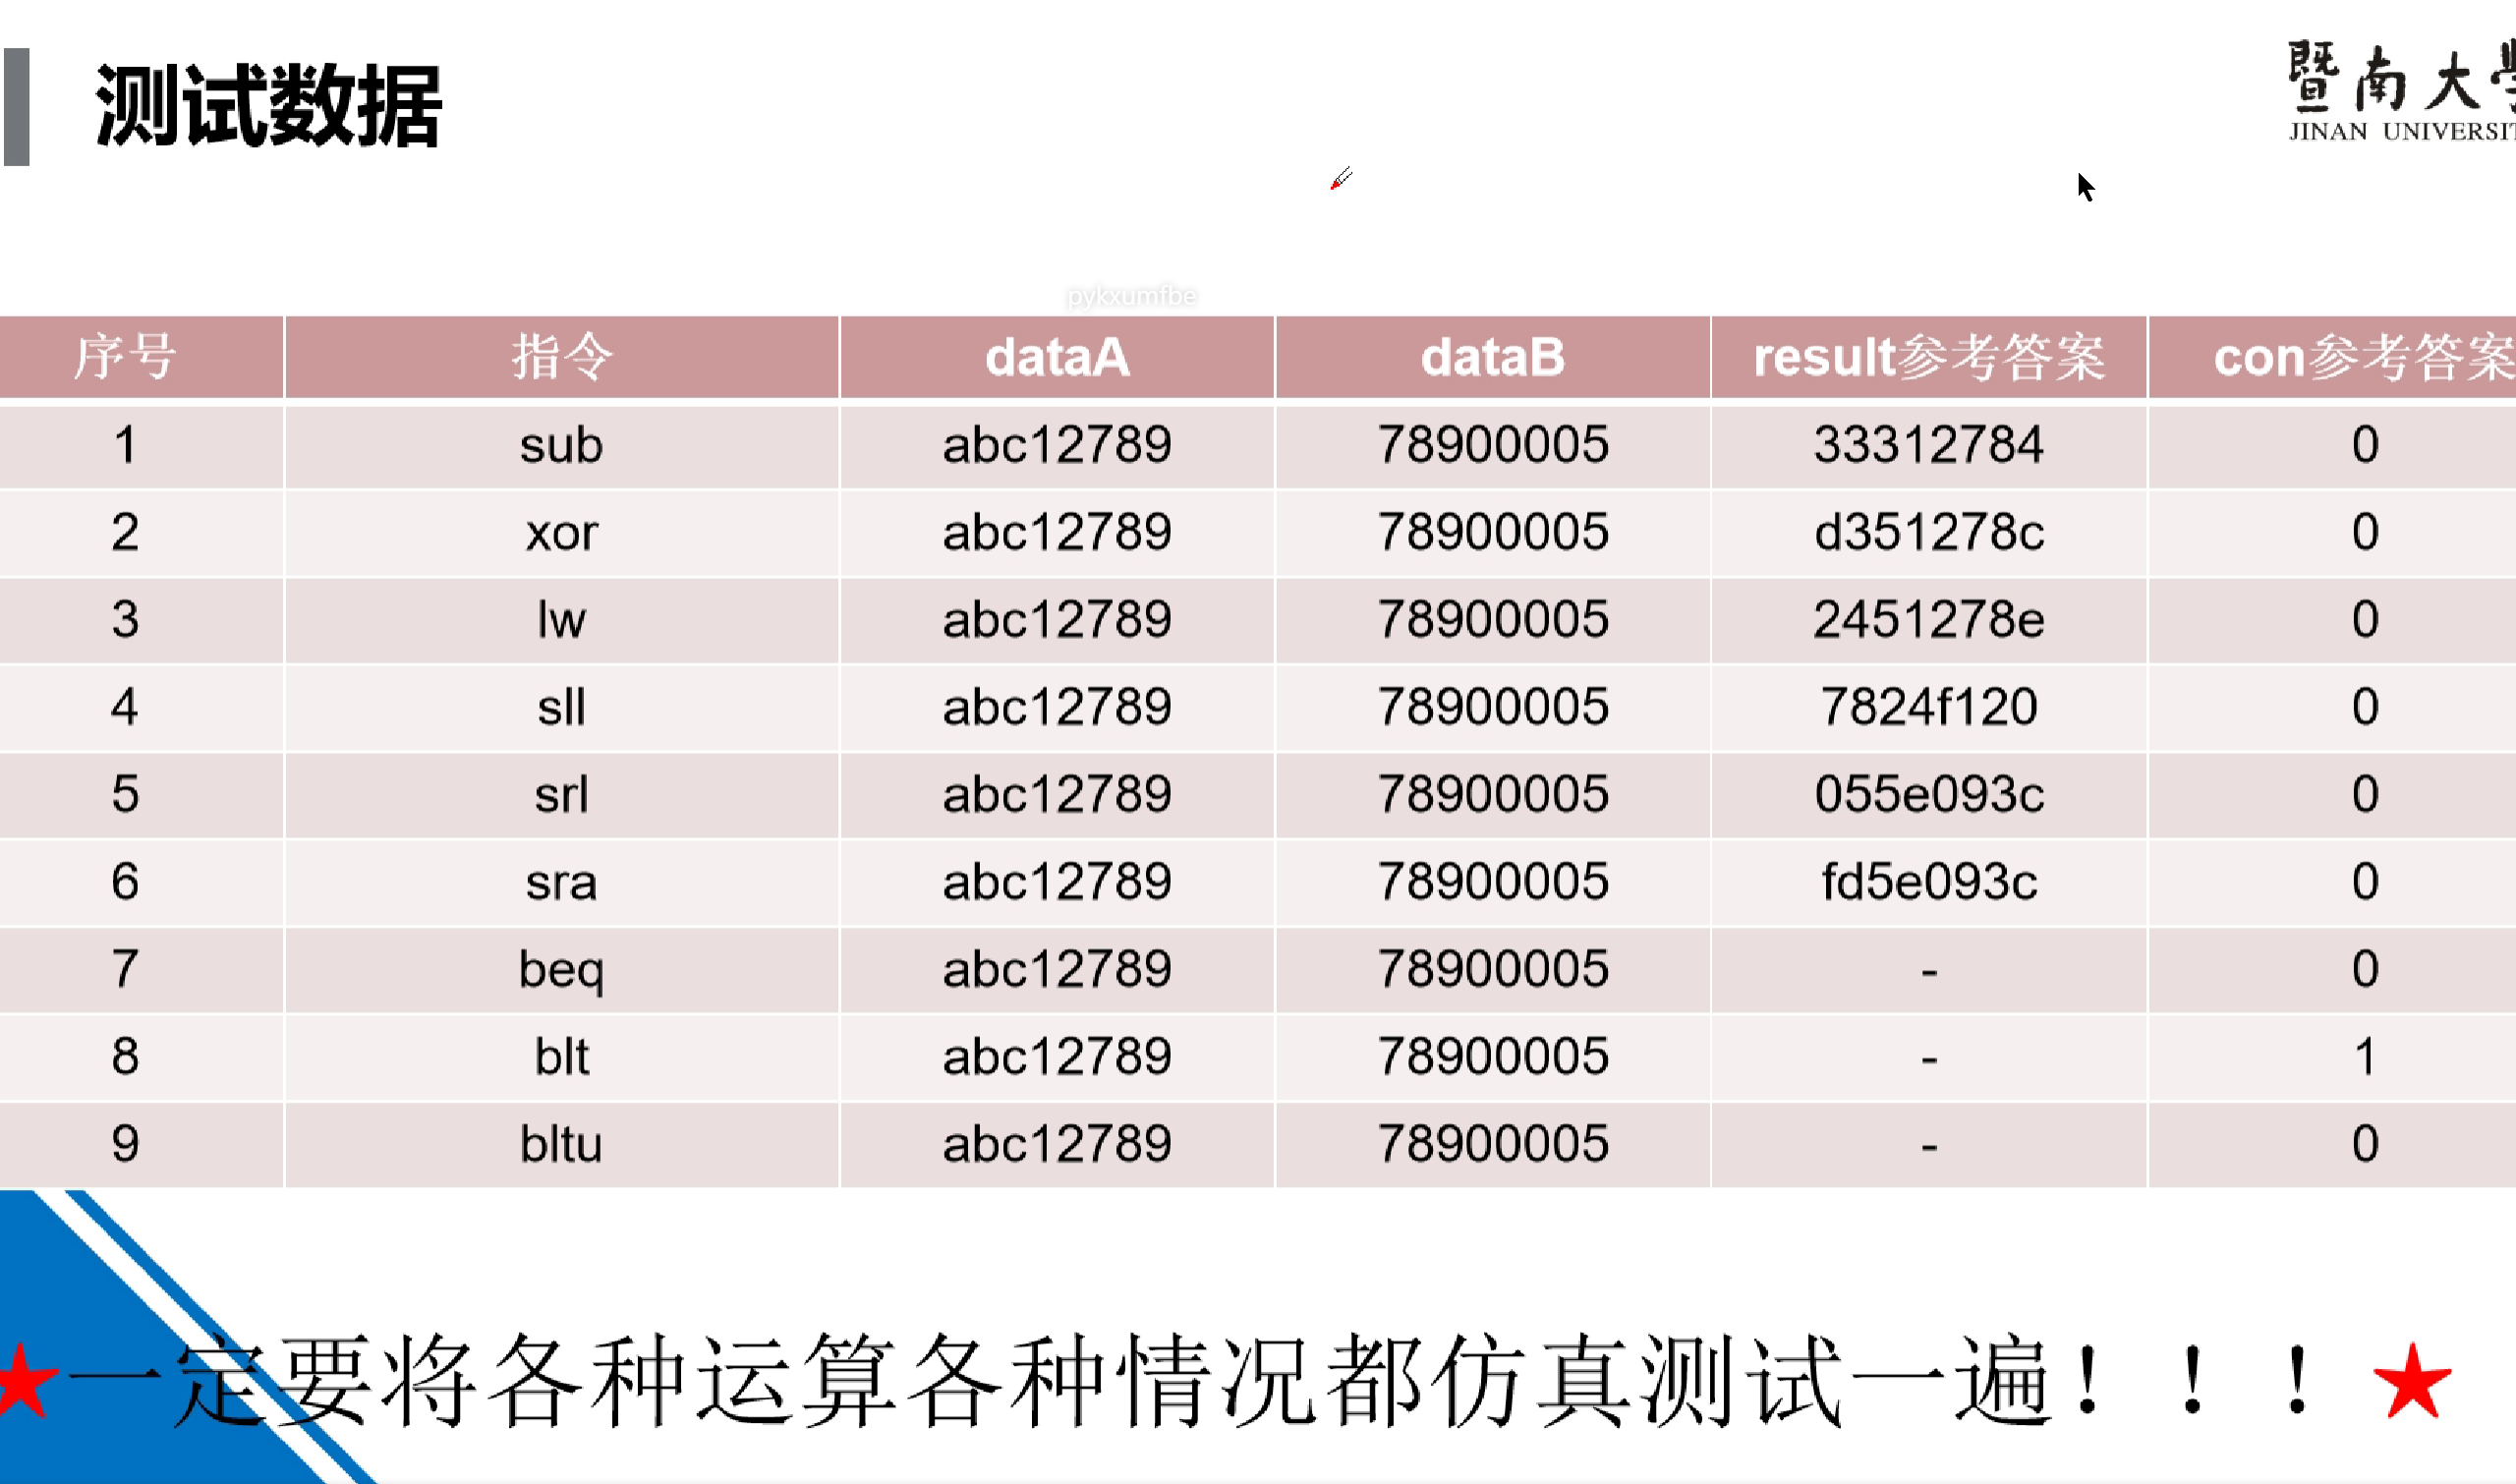 测试数据
暨南大
JINAN UNIVERSIT
pykxumfbe
序号 指令 dataA dataB result参考答案 con参考答案
1 sub abc12789 78900005 33312784 0
2 xor abc12789 78900005 d351278c 0
3 lw abc12789 78900005 2451278e 0
4 sll abc12789 78900005 7824f120 0
5 srl abc12789 78900005 055e093c 0
6 sra abc12789 78900005 fd5e093c 0
7 beq abc12789 78900005 - 0
8 blt abc12789 78900005 - 1
9 bltu abc12789 78900005 - 0
★一定要将各种运算各种情况都仿真测试一遍！！！★